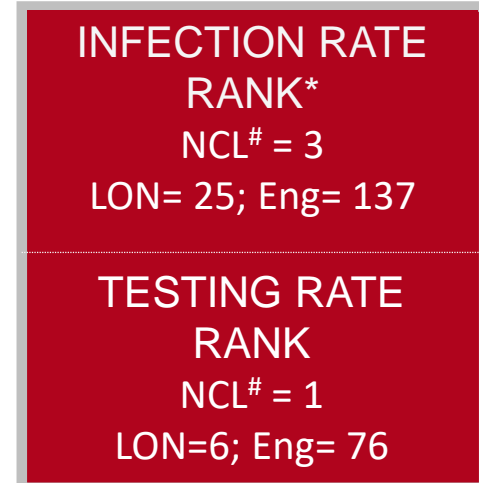 INFECTION RATE
RANK*
NCL# = 3
LON= 25; Eng= 137
TESTING RATE
RANK
NCL# = 1
LON=6; Eng= 76